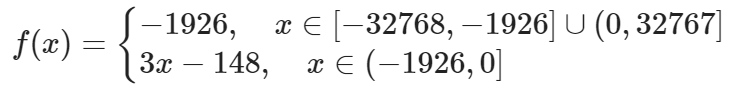 f(x) = { −1926, x ∈ [−32768, −1926] ∪ (0, 32767]
3x − 148, x ∈ (−1926, 0]